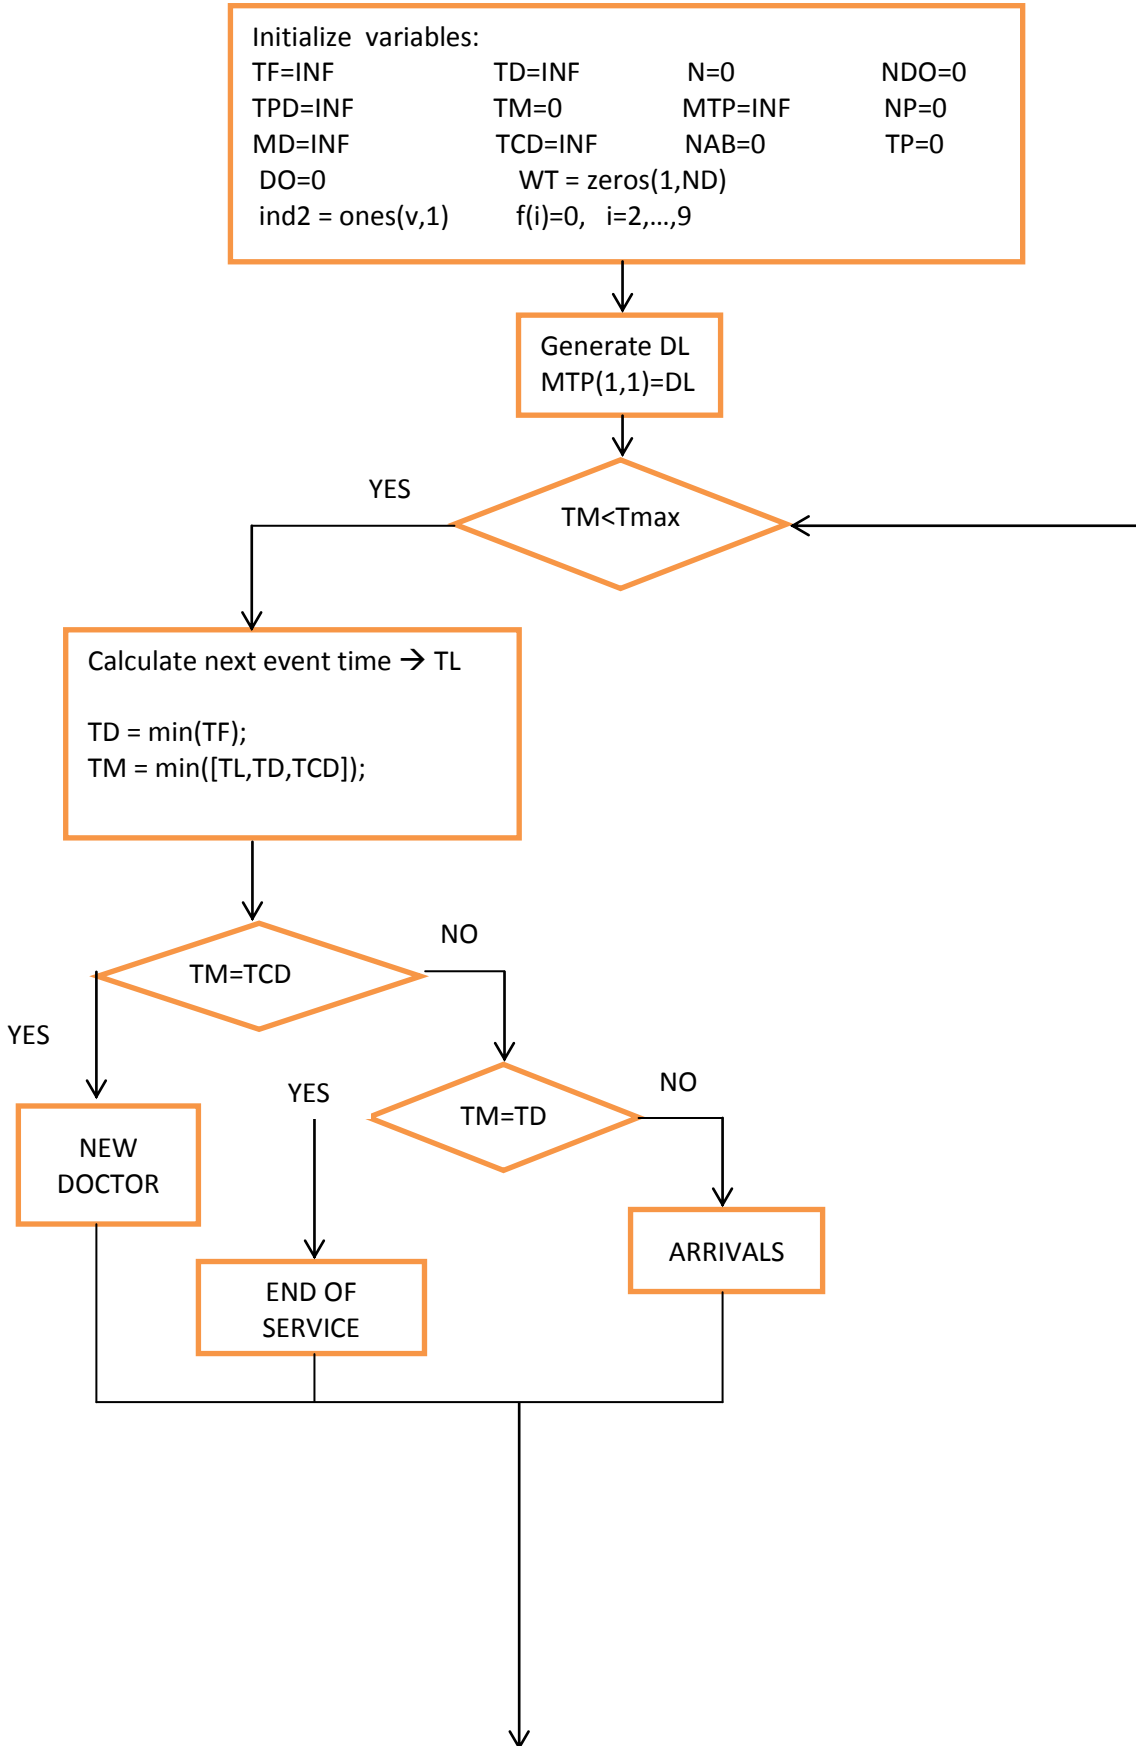 Initialize variables:
TF=INF TD=INF N=0 NDO=0
TPD=INF TM=0 MTP=INF NP=0
MD=INF TCD=INF NAB=0 TP=0
DO=0 WT = zeros(1,ND)
ind2 = ones(v,1) f(i)=0, i=2,...,9
Generate DL
MTP(1,1)=DL
YES
TM<Tmax
Calculate next event time → TL
TD = min(TF);
TM = min([TL,TD,TCD]);
NO
TM=TCD
YES
YES
NO
TM=TD
NEW
DOCTOR
ARRIVALS
END OF
SERVICE